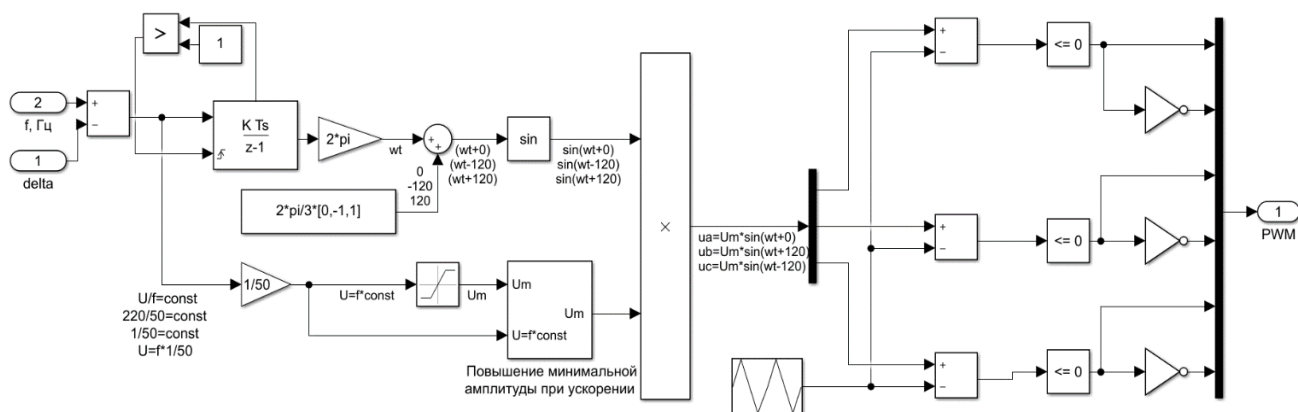 >
1
2
f, Гц
+
−
1
delta
K Ts
z-1
2*pi
wt
+
+
(wt+0)
(wt-120)
(wt+120)
sin
sin(wt+0)
sin(wt-120)
sin(wt+120)
0
-120
120
2*pi/3*[0,-1,1]
U/f=const
220/50=const
1/50=const
U=f*1/50
1/50
U=f*const
Um
Um
U=f*const
Um
Повышение минимальной
амплитуды при ускорении
×
ua=Um*sin(wt+0)
ub=Um*sin(wt+120)
uc=Um*sin(wt-120)
+
−
<= 0
+
−
<= 0
+
−
<= 0
1
PWM